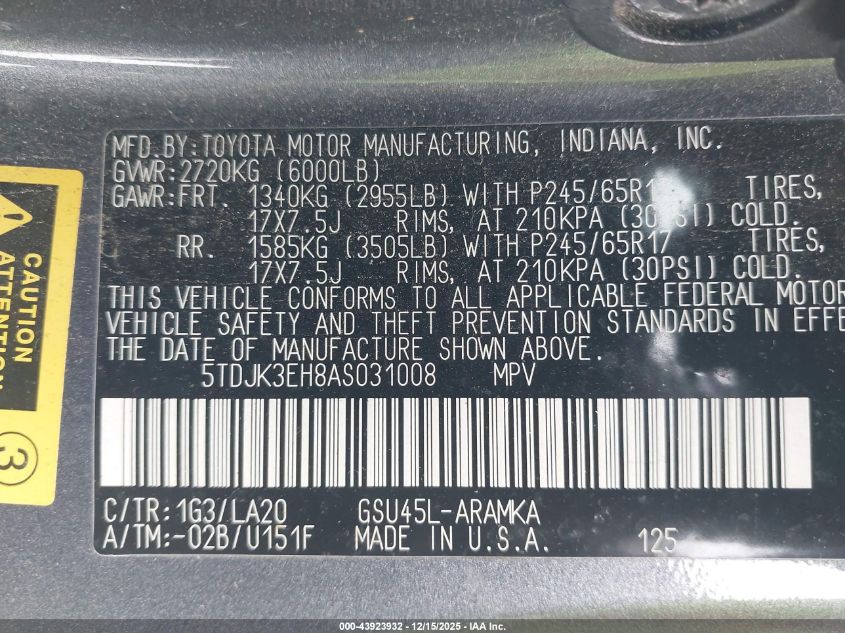 MFD.BY:TOYOTA MOTOR MANUFACTURING, INDIANA, INC.
GVWR:2720KG (6000LB)
GAWR:FRT. 1340KG (2955LB) WITH P245/65R1 TIRES,
17X7.5J RIMS, AT 210KPA (30PSI) COLD.
RR. 1585KG (3505LB) WITH P245/65R17 TIRES,
17X7.5J RIMS, AT 210KPA (30PSI) COLD.
THIS VEHICLE CONFORMS TO ALL APPLICABLE FEDERAL MOTOR
VEHICLE SAFETY AND THEFT PREVENTION STANDARDS IN EFFE
THE DATE OF MANUFACTURE SHOWN ABOVE.
5TDJK3EH8AS031008 MPV
C/TR:1G3/LA20 GSU45L-ARAMKA
A/TM:-02B/U151F MADE IN U.S.A. 125
CAUTION
ATTENTION
3
000-43923932 - 12/15/2025 - IAA Inc.